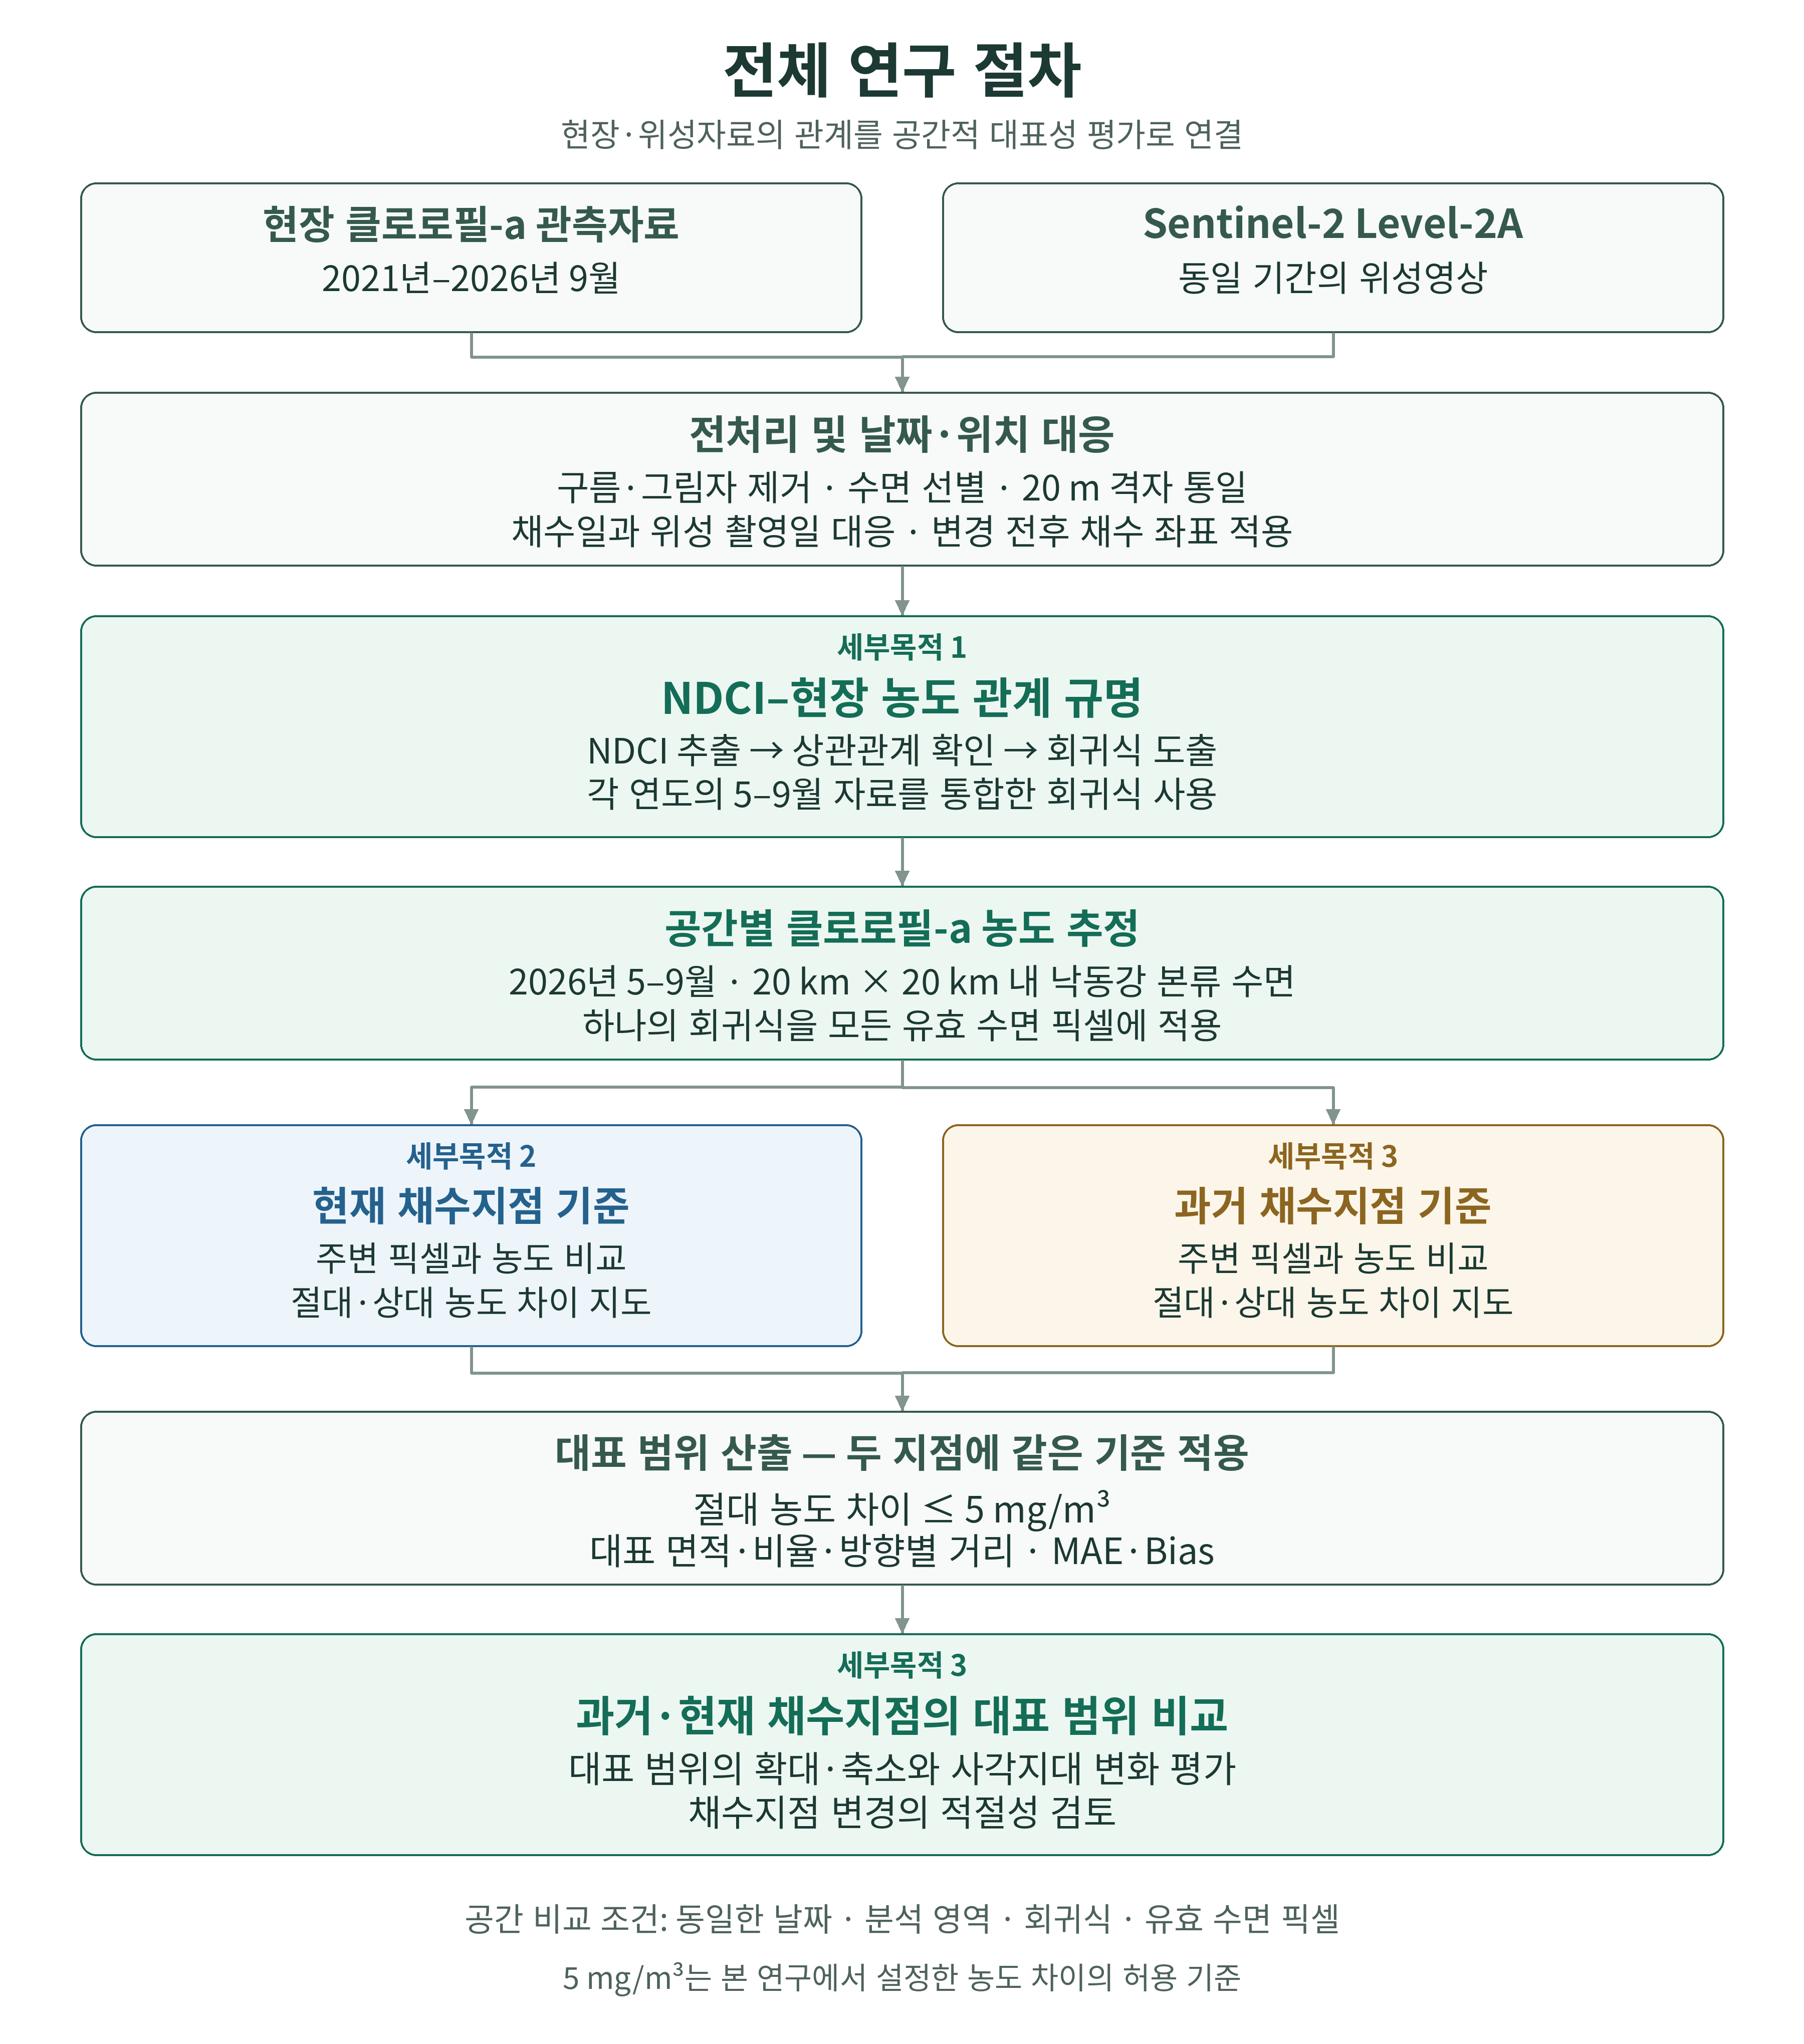 전체 연구 절차
현장·위성자료의 관계를 공간적 대표성 평가로 연결
현장 클로로필-a 관측자료
2021년–2026년 9월
Sentinel-2 Level-2A
동일 기간의 위성영상
전처리 및 날짜·위치 대응
구름·그림자 제거 · 수면 선별 · 20 m 격자 통일
채수일과 위성 촬영일 대응 · 변경 전후 채수 좌표 적용
세부목적 1
NDCI–현장 농도 관계 규명
NDCI 추출 → 상관관계 확인 → 회귀식 도출
각 연도의 5–9월 자료를 통합한 회귀식 사용
공간별 클로로필-a 농도 추정
2026년 5–9월 · 20 km × 20 km 내 낙동강 본류 수면
하나의 회귀식을 모든 유효 수면 픽셀에 적용
세부목적 2
현재 채수지점 기준
주변 픽셀과 농도 비교
절대·상대 농도 차이 지도
세부목적 3
과거 채수지점 기준
주변 픽셀과 농도 비교
절대·상대 농도 차이 지도
대표 범위 산출 — 두 지점에 같은 기준 적용
절대 농도 차이 ≤ 5 mg/m³
대표 면적·비율·방향별 거리 · MAE·Bias
세부목적 3
과거·현재 채수지점의 대표 범위 비교
대표 범위의 확대·축소와 사각지대 변화 평가
채수지점 변경의 적절성 검토
공간 비교 조건: 동일한 날짜 · 분석 영역 · 회귀식 · 유효 수면 픽셀
5 mg/m³는 본 연구에서 설정한 농도 차이의 허용 기준